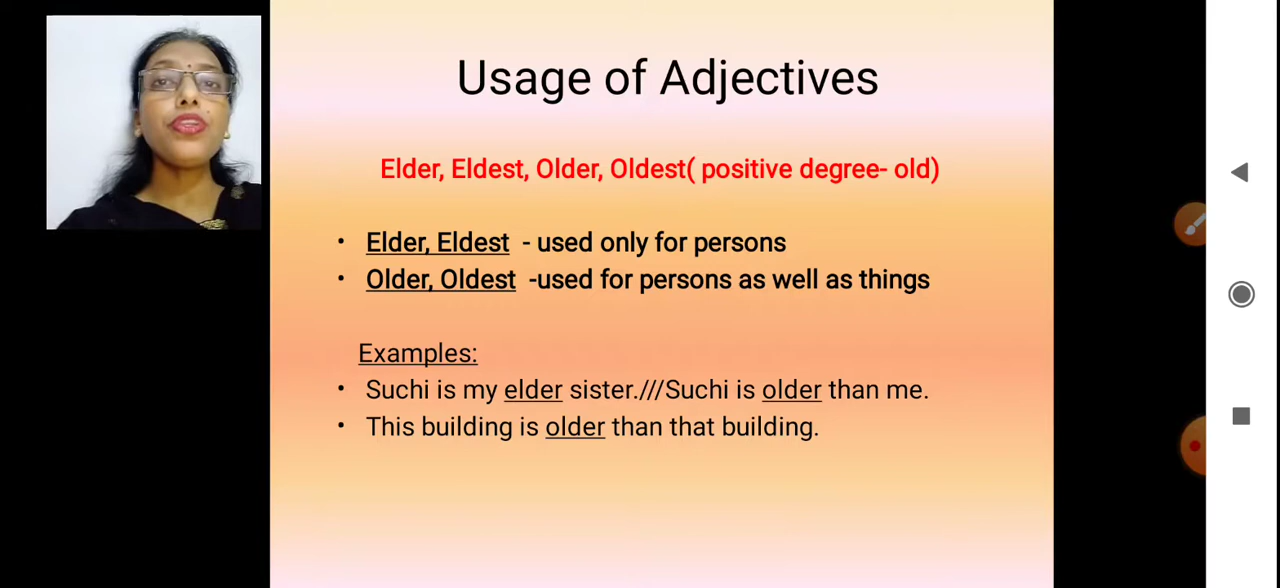 Usage of Adjectives
Elder, Eldest, Older, Oldest( positive degree- old)
• Elder, Eldest - used only for persons
• Older, Oldest -used for persons as well as things
Examples:
• Suchi is my elder sister.///Suchi is older than me.
• This building is older than that building.